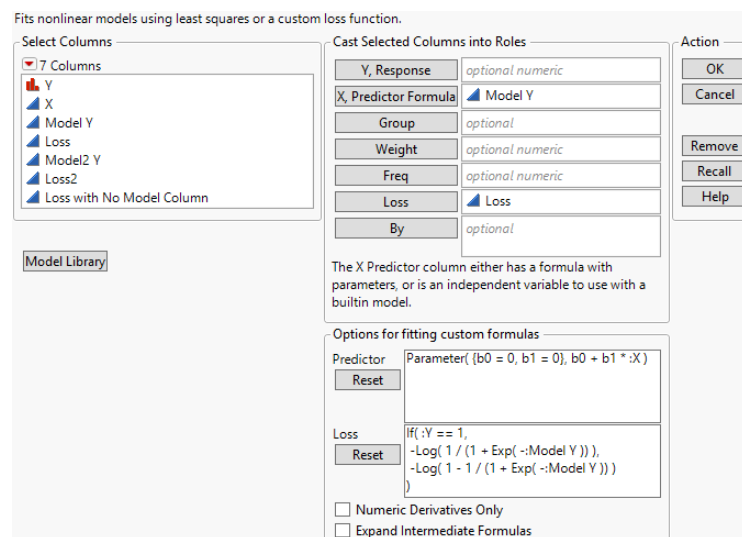 Fits nonlinear models using least squares or a custom loss function.
Select Columns
7 Columns
Y
X
Model Y
Loss
Model2 Y
Loss2
Loss with No Model Column
Model Library
Cast Selected Columns into Roles
Y, Response
optional numeric
X, Predictor Formula
Model Y
Group
optional
Weight
optional numeric
Freq
optional numeric
Loss
Loss
By
optional
The X Predictor column either has a formula with
parameters, or is an independent variable to use with a
builtin model.
Options for fitting custom formulas
Predictor
Reset
Parameter( {b0 = 0, b1 = 0}, b0 + b1 * :X )
Loss
Reset
If( :Y == 1,
-Log( 1 / (1 + Exp( -:Model Y )) ),
-Log( 1 - 1 / (1 + Exp( -:Model Y )) )
)
Numeric Derivatives Only
Expand Intermediate Formulas
Action
OK
Cancel
Remove
Recall
Help